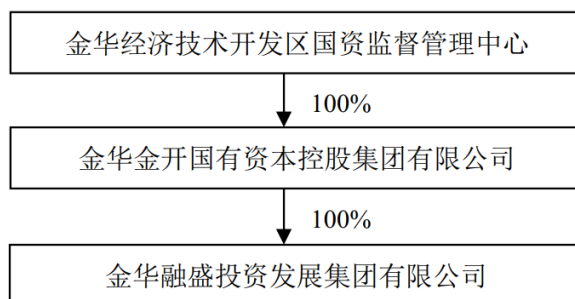 金华经济技术开发区国资监督管理中心
100%
金华金开国有资本控股集团有限公司
100%
金华融盛投资发展集团有限公司